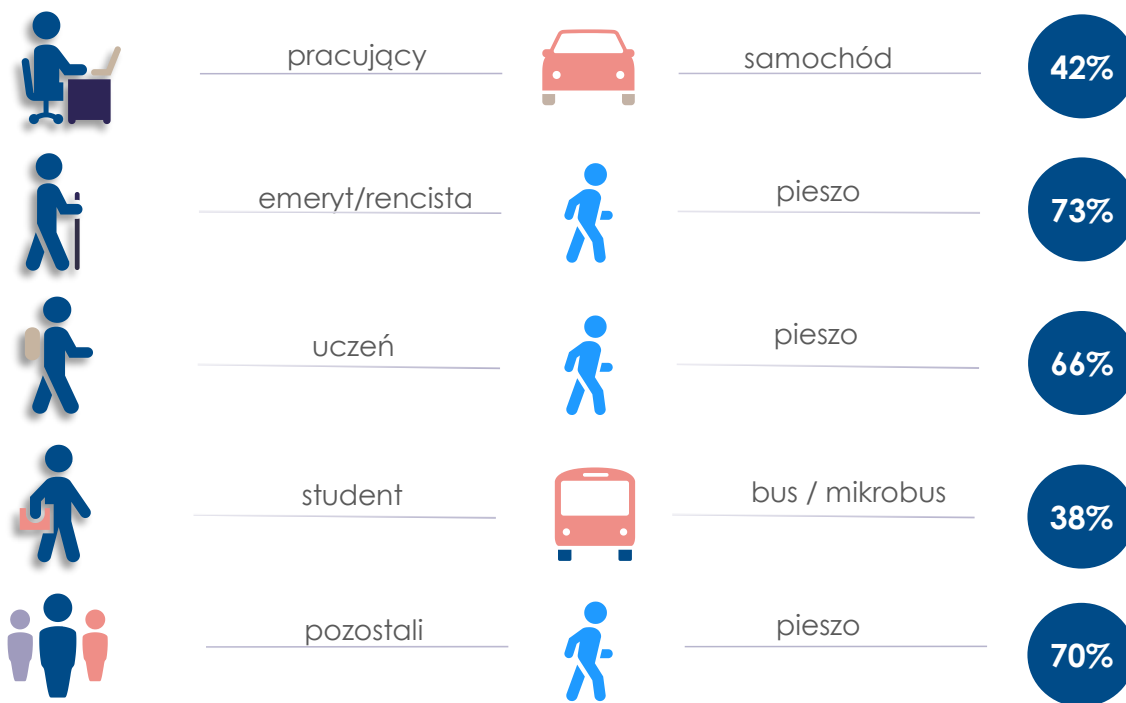 pracujący samochód 42%
emeryt/rencista pieszo 73%
uczeń pieszo 66%
student bus / mikrobus 38%
pozostali pieszo 70%